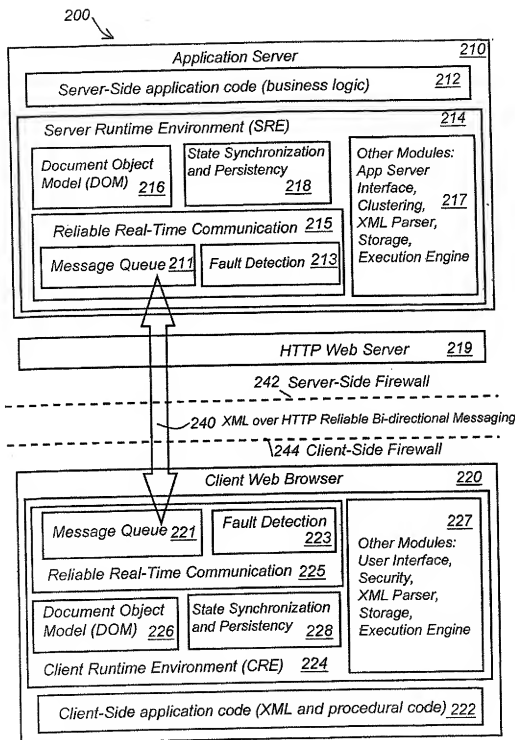 200
Application Server 210
Server-Side application code (business logic) 212
Server Runtime Environment (SRE) 214
Document Object
Model (DOM) 216
State Synchronization
and Persistency 218
Other Modules:
App Server
Interface,
Clustering, 217
XML Parser,
Storage,
Execution Engine
Reliable Real-Time Communication 215
Message Queue 211
Fault Detection 213
HTTP Web Server 219
242 Server-Side Firewall
240 XML over HTTP Reliable Bi-directional Messaging
244 Client-Side Firewall
Client Web Browser 220
Message Queue 221
Fault Detection
223
Reliable Real-Time Communication 225
227
Other Modules:
User Interface,
Security,
XML Parser,
Storage,
Execution Engine
Document Object
Model (DOM) 226
State Synchronization
and Persistency 228
Client Runtime Environment (CRE) 224
Client-Side application code (XML and procedural code) 222